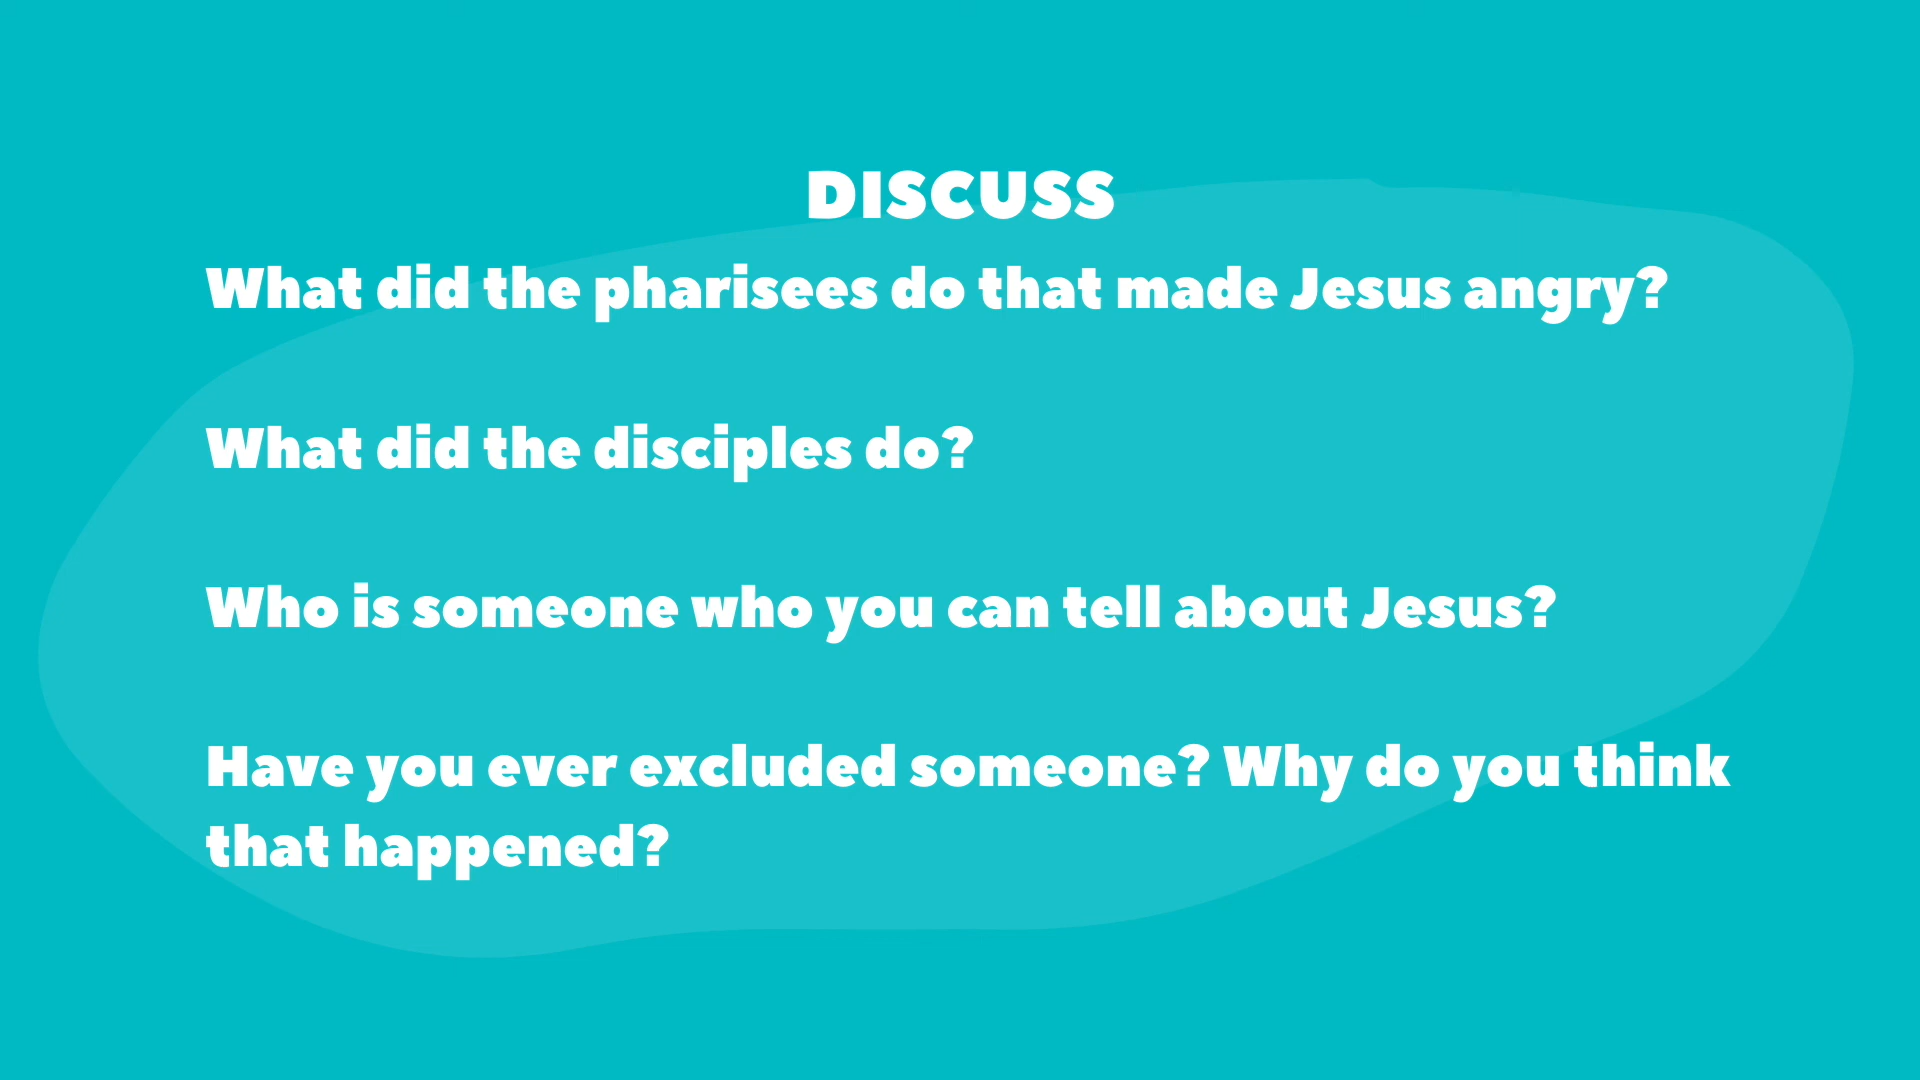 DISCUSS
What did the pharisees do that made Jesus angry?
What did the disciples do?
Who is someone who you can tell about Jesus?
Have you ever excluded someone? Why do you think
that happened?